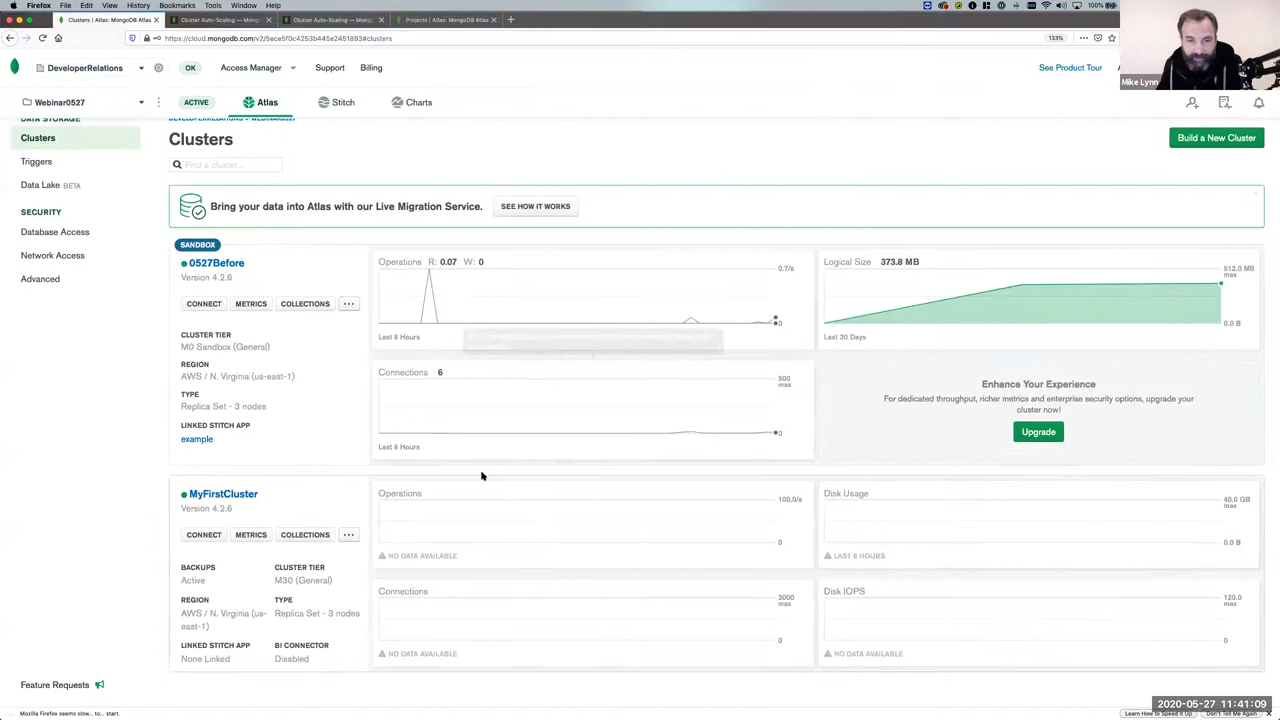 Firefox File Edit View History Bookmarks Tools Window Help
100%
Clusters | Atlas: MongoDB Atlas
Cluster Auto-Scaling — Mong
Cluster Auto-Scaling — Mong
Projects | Atlas: MongoDB Atlas
https://cloud.mongodb.com/v2/5ece5f0c4253b445e2451883#clusters
133%
Mike Lynn
DeveloperRelations
OK
Access Manager
Support
Billing
See Product Tour
Webinar0527
ACTIVE
Atlas
Stitch
Charts
DATA STORAGE
Clusters
Triggers
Data Lake BETA
SECURITY
Database Access
Network Access
Advanced
Feature Requests
DEVELOPERRELATIONS > WEBINAR0527
Clusters
Build a New Cluster
Find a cluster...
Bring your data into Atlas with our Live Migration Service.
SEE HOW IT WORKS
SANDBOX
0527Before
Version 4.2.6
CONNECT METRICS COLLECTIONS ...
CLUSTER TIER
M0 Sandbox (General)
REGION
AWS / N. Virginia (us-east-1)
TYPE
Replica Set - 3 nodes
LINKED STITCH APP
example
Operations R: 0.07 W: 0
0.7/s
0
Last 6 Hours
Logical Size 373.8 MB
512.0 MB
max
0.0 B
Last 30 Days
Connections 6
500
max
0
Last 6 Hours
Enhance Your Experience
For dedicated throughput, richer metrics and enterprise security options, upgrade your
cluster now!
Upgrade
MyFirstCluster
Version 4.2.6
CONNECT METRICS COLLECTIONS ...
BACKUPS
Active
CLUSTER TIER
M30 (General)
REGION
AWS / N. Virginia (us-
east-1)
TYPE
Replica Set - 3 nodes
LINKED STITCH APP
None Linked
BI CONNECTOR
Disabled
Operations
100.0/s
0
NO DATA AVAILABLE
Disk Usage
40.0 GB
max
0.0 B
LAST 6 HOURS
Connections
3000
max
0
NO DATA AVAILABLE
Disk IOPS
120.0
max
0
NO DATA AVAILABLE
Mozilla Firefox seems slow... to... start.
2020-05-27 11:41:09
Learn How to Speed It Up
Don't Tell Me Again